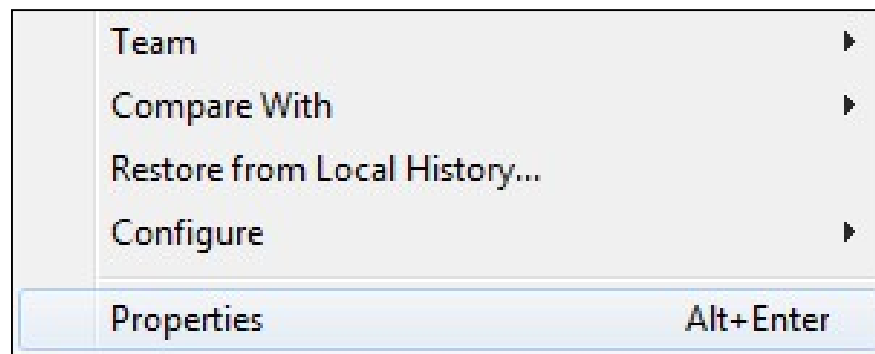 Team
Compare With
Restore from Local History...
Configure
Properties Alt+Enter